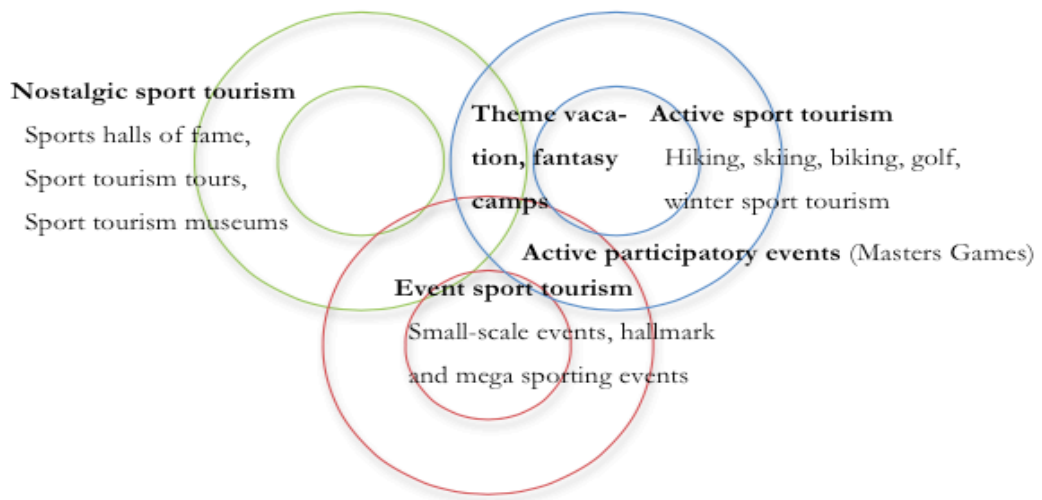 Nostalgic sport tourism
Sports halls of fame,
Sport tourism tours,
Sport tourism museums
Theme vaca-
tion, fantasy
camps
Active sport tourism
Hiking, skiing, biking, golf,
winter sport tourism
Active participatory events (Masters Games)
Event sport tourism
Small-scale events, hallmark
and mega sporting events